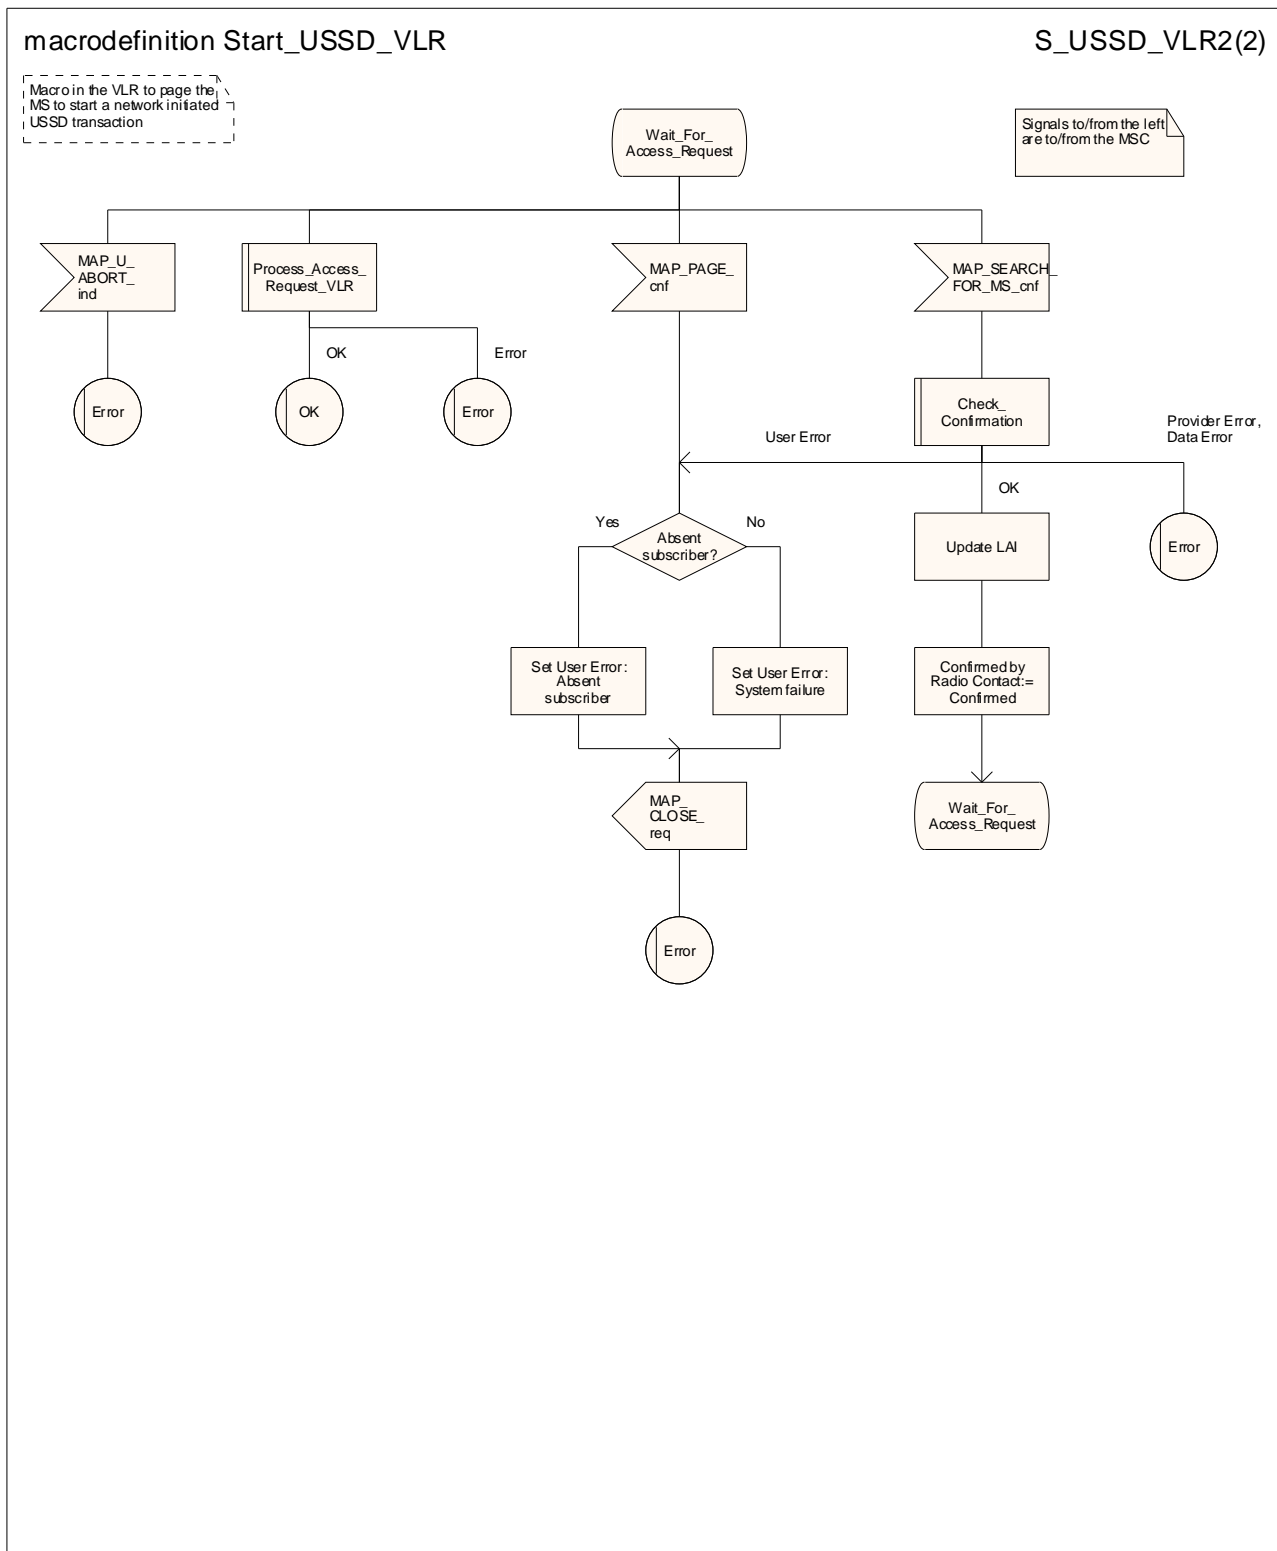 macrodefinition Start_USSD_VLR
S_USSD_VLR2(2)
Macro in the VLR to page the
MS to start a network initiated
USSD transaction
Wait_For_
Access_Request
Signals to/from the left
are to/from the MSC
MAP_U_
ABORT_
ind
Process_Access_
Request_VLR
MAP_PAGE_
cnf
MAP_SEARCH_
FOR_MS_cnf
OK
Error
Error
OK
Error
Check_
Confirmation
User Error
Provider Error,
Data Error
OK
Yes
No
Absent
subscriber?
Update LAI
Error
Set User Error:
Absent
subscriber
Set User Error:
System failure
Confirmed by
Radio Contact:=
Confirmed
MAP_
CLOSE_
req
Wait_For_
Access_Request
Error